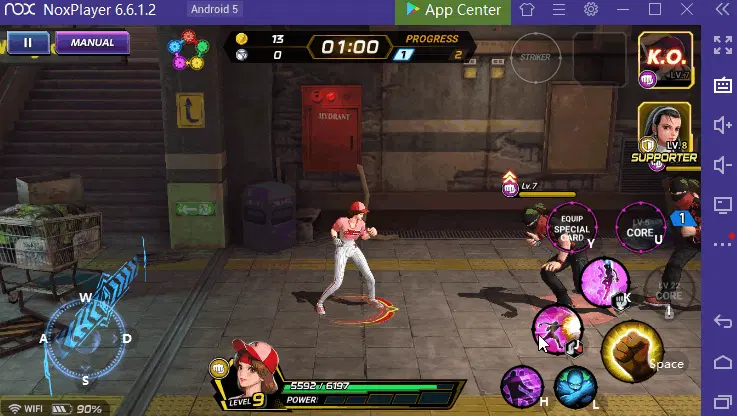 nox NoxPlayer 6.6.1.2 Android 5 App Center
MANUAL
13
0
01:00
PROGRESS
1 2
STRIKER
K.O.
LV.7
HYDRANT
LV.8
SUPPORTER
Lv.7
EQUIP
SPECIAL
CARD
Y
LV 5
CORE
U
1
LV 22
CORE
K
W
A
D
S
J
Space
H
L
LEVEL 9
5592 / 6197
POWER:
WIFI
90%